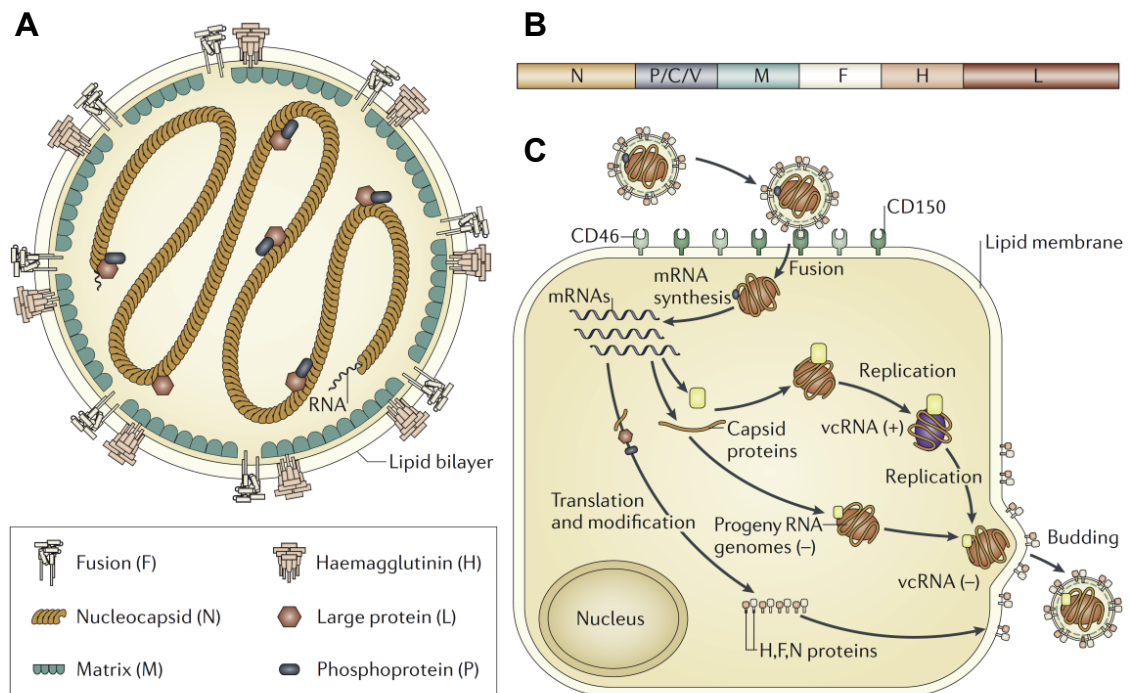 A
RNA
Lipid bilayer
Fusion (F)
Haemagglutinin (H)
Nucleocapsid (N)
Large protein (L)
Matrix (M)
Phosphoprotein (P)
B
N P/C/V M F H L
C
CD150
CD46
Lipid membrane
Fusion
mRNA
synthesis
mRNAs
Replication
vcRNA (+)
Capsid
proteins
Replication
Translation
and modification
Progeny RNA
genomes (–)
vcRNA (–)
Budding
Nucleus
H,F,N proteins